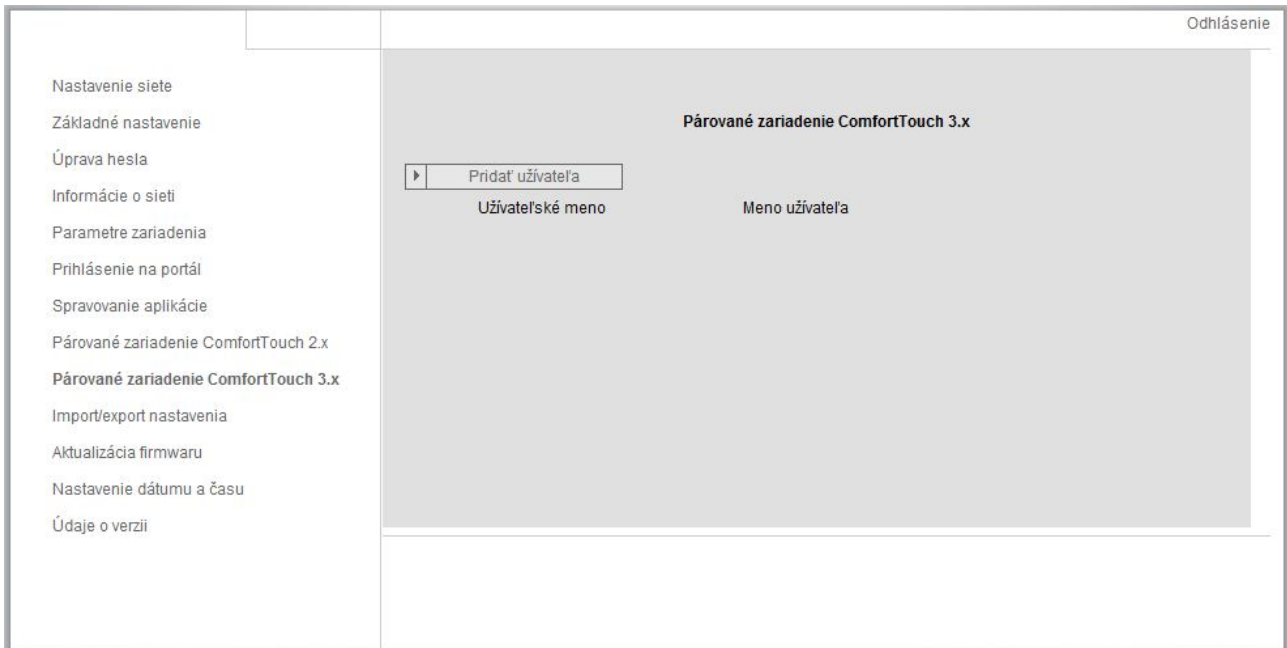 Odhlásenie
Nastavenie siete
Základné nastavenie
Úprava hesla
Informácie o sieti
Parametre zariadenia
Prihlásenie na portál
Spravovanie aplikácie
Párované zariadenie ComfortTouch 2.x
Párované zariadenie ComfortTouch 3.x
Import/export nastavenia
Aktualizácia firmwaru
Nastavenie dátumu a času
Údaje o verzii
Párované zariadenie ComfortTouch 3.x
Pridať užívateľa
Užívateľské meno Meno užívateľa